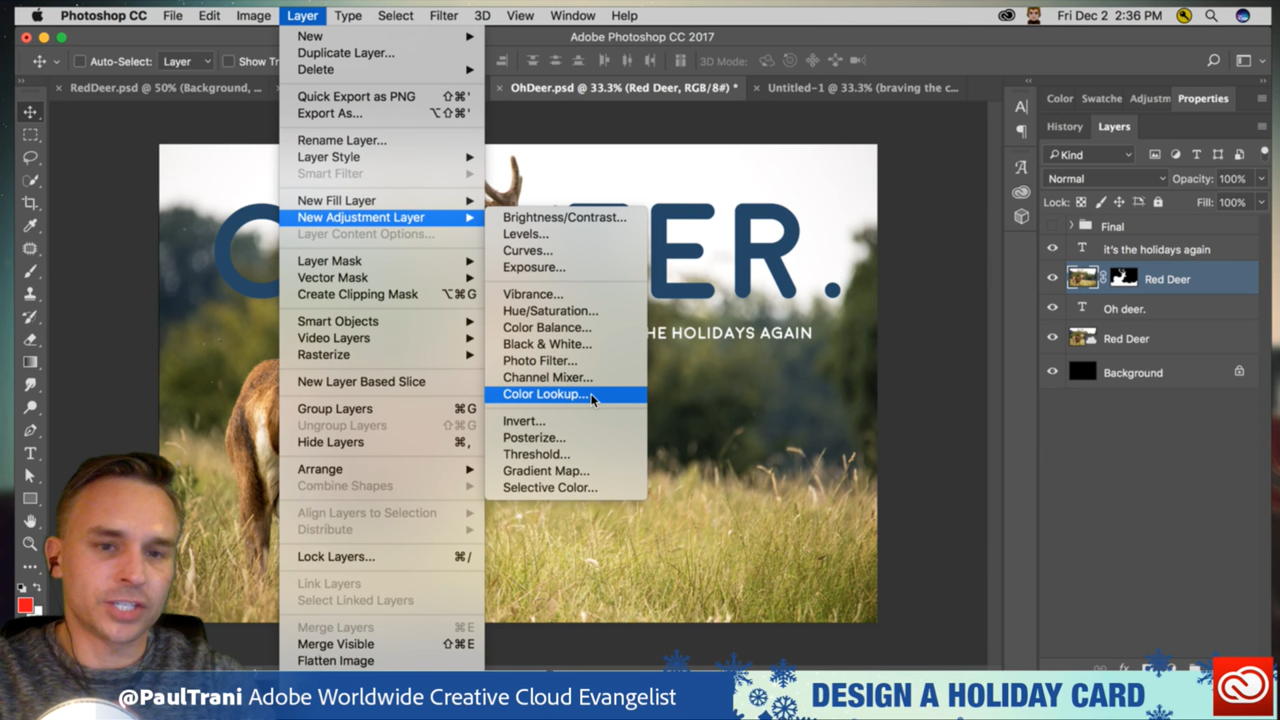 Photoshop CC File Edit Image Layer Type Select Filter 3D View Window Help Fri Dec 2 2:36 PM
Adobe Photoshop CC 2017
Auto-Select: Layer Show Tr 3D Mode:
× RedDeer.psd @ 50% (Background, ... × OhDeer.psd @ 33.3% (Red Deer, RGB/8#) * × Untitled-1 @ 33.3% (braving the c...
New
Duplicate Layer...
Delete
Quick Export as PNG ⇧⌘'
Export As... ⌥⇧⌘'
Rename Layer...
Layer Style
Smart Filter
New Fill Layer
New Adjustment Layer
Layer Content Options...
Layer Mask
Vector Mask
Create Clipping Mask ⌥⌘G
Smart Objects
Video Layers
Rasterize
New Layer Based Slice
Group Layers ⌘G
Ungroup Layers ⇧⌘G
Hide Layers ⌘,
Arrange
Combine Shapes
Align Layers to Selection
Distribute
Lock Layers... ⌘/
Link Layers
Select Linked Layers
Merge Layers ⌘E
Merge Visible ⇧⌘E
Flatten Image
Brightness/Contrast...
Levels...
Curves...
Exposure...
Vibrance...
Hue/Saturation...
Color Balance...
Black & White...
Photo Filter...
Channel Mixer...
Color Lookup...
Invert...
Posterize...
Threshold...
Gradient Map...
Selective Color...
ER.
HE HOLIDAYS AGAIN
Color Swatche Adjustm Properties
History Layers
Kind
Normal Opacity: 100%
Lock: Fill: 100%
Final
it's the holidays again
Red Deer
Oh deer.
Red Deer
Background
@PaulTrani Adobe Worldwide Creative Cloud Evangelist
DESIGN A HOLIDAY CARD